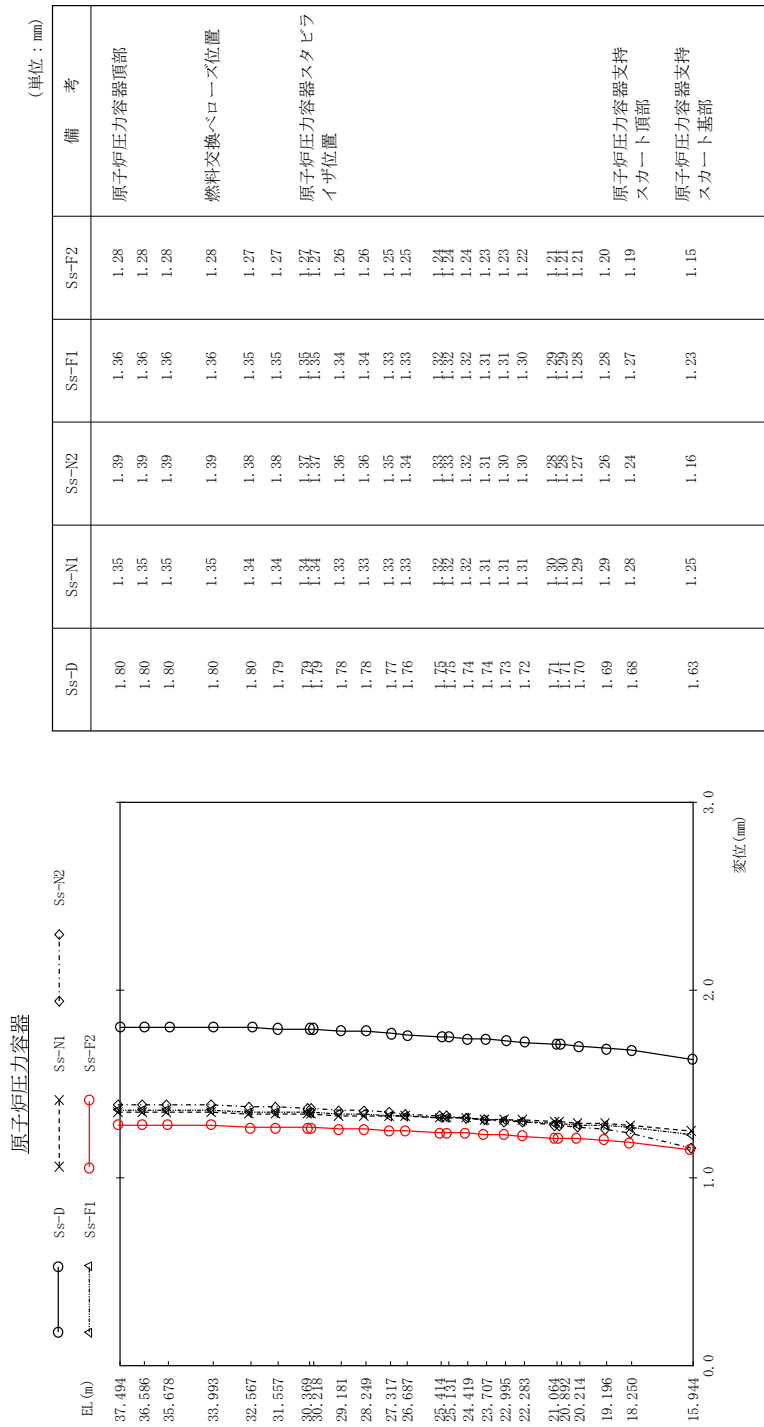 原子炉圧力容器
Ss-D Ss-N1 Ss-N2
Ss-F1 Ss-F2
EL(m)
37.494
36.586
35.678
33.993
32.567
31.557
30.369
30.218
29.181
28.249
27.317
26.687
25.414
25.131
24.419
23.707
22.995
22.283
21.064
20.892
20.214
19.196
18.250
15.944
0.0 1.0 2.0 3.0
変位(mm)
(単位:mm)
Ss-D Ss-N1 Ss-N2 Ss-F1 Ss-F2 備 考
1.80 1.35 1.39 1.36 1.28 原子炉圧力容器頂部
1.80 1.35 1.39 1.36 1.28
1.80 1.35 1.39 1.36 1.28
1.80 1.35 1.39 1.36 1.28 燃料交換ベローズ位置
1.80 1.34 1.38 1.35 1.27
1.79 1.34 1.38 1.35 1.27
1.79 1.34 1.37 1.35 1.27 原子炉圧力容器スタビラ
1.79 1.34 1.37 1.35 1.27 イザ位置
1.78 1.33 1.36 1.34 1.26
1.78 1.33 1.36 1.34 1.26
1.77 1.33 1.35 1.33 1.25
1.76 1.33 1.34 1.33 1.25
1.75 1.32 1.33 1.32 1.24
1.75 1.32 1.33 1.32 1.24
1.74 1.32 1.32 1.32 1.24
1.74 1.31 1.31 1.31 1.23
1.73 1.31 1.30 1.31 1.23
1.72 1.31 1.30 1.30 1.22
1.71 1.30 1.28 1.29 1.21
1.71 1.30 1.28 1.29 1.21
1.70 1.29 1.27 1.28 1.21
1.69 1.29 1.26 1.28 1.20 原子炉圧力容器支持
1.68 1.28 1.24 1.27 1.19 スカート頂部
1.63 1.25 1.16 1.23 1.15 原子炉圧力容器支持
スカート基部